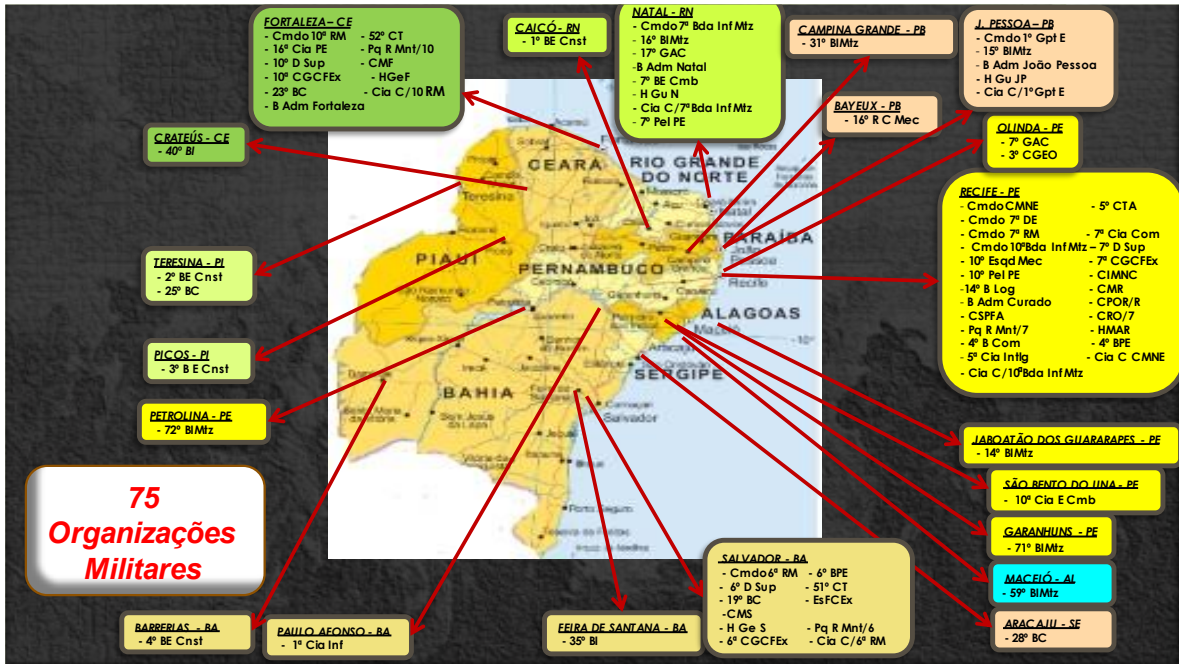 FORTALEZA – CE
- Cmdo 10ª RM - 52º CT
- 16ª Cia PE - Pq R Mnt/10
- 10º D Sup - CMF
- 10ª CGCFEx - HGeF
- 23º BC - Cia C/10 RM
- B Adm Fortaleza
CAICÓ - RN
- 1º BE Cnst
NATAL - RN
- Cmdo 7ª Bda Inf Mtz
- 16º BIMtz
- 17º GAC
- B Adm Natal
- 7º BE Cmb
- H Gu N
- Cia C/7ª Bda Inf Mtz
- 7º Pel PE
CAMPINA GRANDE - PB
- 31º BIMtz
J. PESSOA – PB
- Cmdo 1º Gpt E
- 15º BIMtz
- B Adm João Pessoa
- H Gu JP
- Cia C/1º Gpt E
BAYEUX - PB
- 16º R C Mec
OLINDA - PE
- 7º GAC
- 3º CGEO
CRATEÚS - CE
- 40º BI
RECIFE - PE
- Cmdo CMNE - 5º CTA
- Cmdo 7ª DE
- Cmdo 7ª RM - 7ª Cia Com
- Cmdo 10ª Bda Inf Mtz – 7º D Sup
- 10º Esqd Mec - 7ª CGCFEx
- 10º Pel PE - CIMNC
-14º B Log - CMR
- B Adm Curado - CPOR/R
- CSPFA - CRO/7
- Pq R Mnt/7 - HMAR
- 4º B Com - 4º BPE
- 5ª Cia Intlg - Cia C CMNE
- Cia C/10ª Bda Inf Mtz
TERESINA - PI
- 2º BE Cnst
- 25º BC
PICOS - PI
- 3º B E Cnst
PETROLINA - PE
- 72º BIMtz
CEARÁ
RIO GRANDE
DO NORTE
Teresina
Natal
PARAÍBA
João
Pessoa
PIAUÍ
PERNAMBUCO
Recife
ALAGOAS
SERGIPE
BAHIA
Salvador
JABOATÃO DOS GUARARAPES - PE
- 14º BIMtz
SÃO BENTO DO UNA - PE
- 10ª Cia E Cmb
GARANHUNS - PE
- 71º BIMtz
MACEIÓ - AL
- 59º BIMtz
ARACAJU - SE
- 28º BC
75
Organizações
Militares
SALVADOR - BA
- Cmdo 6ª RM - 6º BPE
- 6º D Sup - 51º CT
- 19º BC - EsFCEx
-CMS
- H Ge S - Pq R Mnt/6
- 6ª CGCFEx - Cia C/6ª RM
BARRERIAS - BA
- 4º BE Cnst
PAULO AFONSO - BA
- 1ª Cia Inf
FEIRA DE SANTANA - BA
- 35º BI